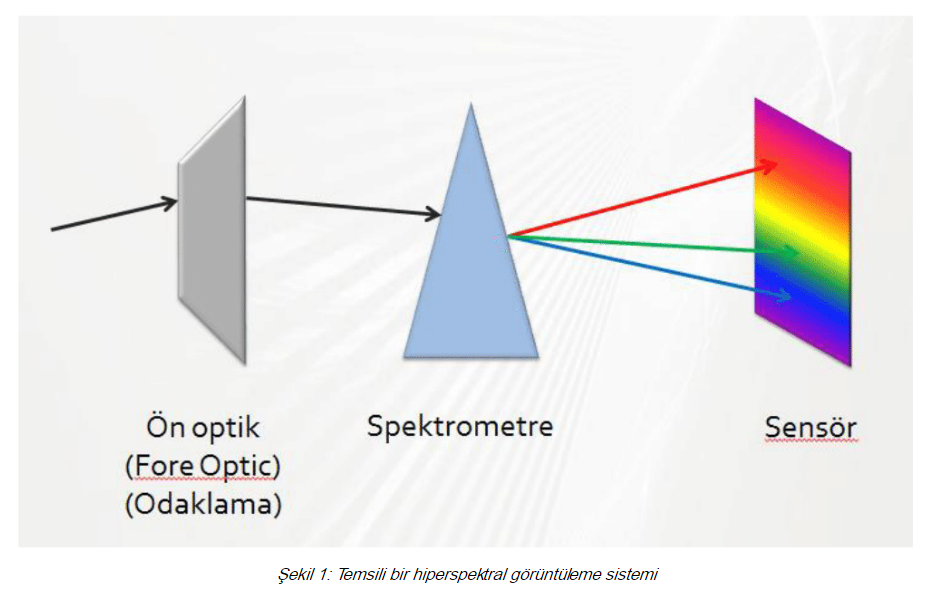 Ön optik
(Fore Optic)
(Odaklama)
Spektrometre
Sensör
Şekil 1: Temsili bir hiperspektral görüntüleme sistemi